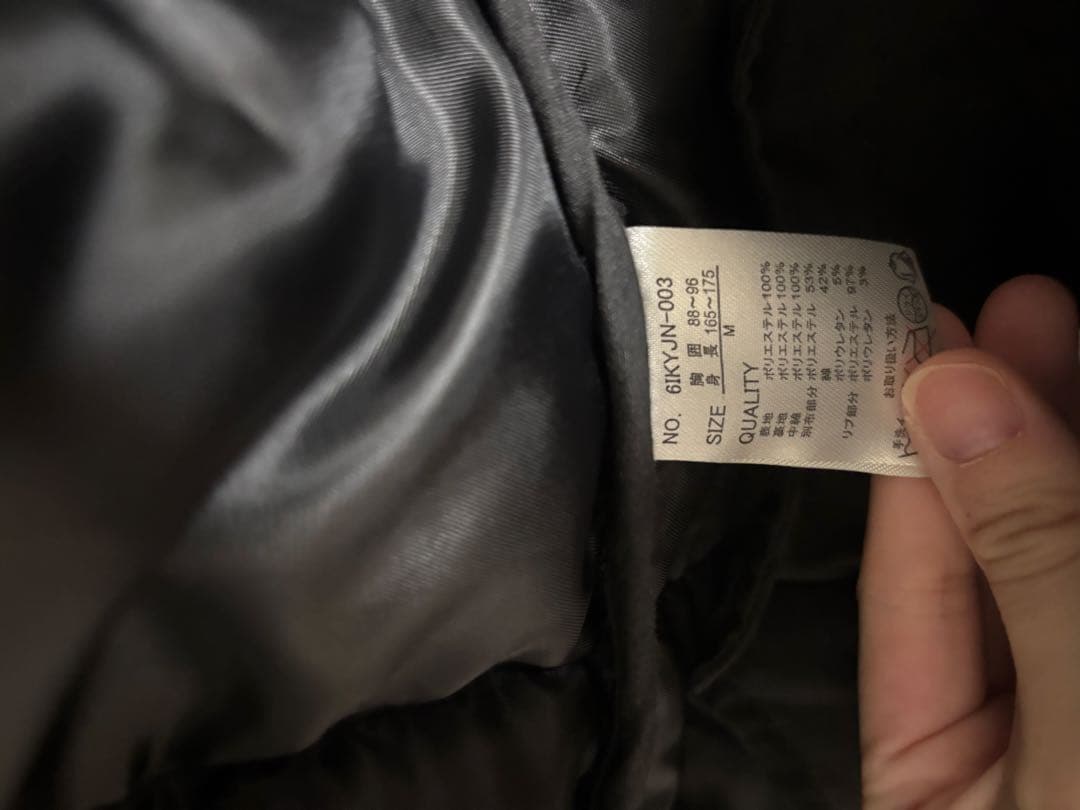 NO. 6IKYJN-003
SIZE 胸 囲 88~96
身 長 165~175
M
QUALITY
表地 ポリエステル100%
裏地 ポリエステル100%
中綿 ポリエステル100%
別布部分 ポリエステル 53%
綿 42%
ポリウレタン 5%
リブ部分 ポリエステル 97%
ポリウレタン 3%
お取り扱い方法
手洗イ